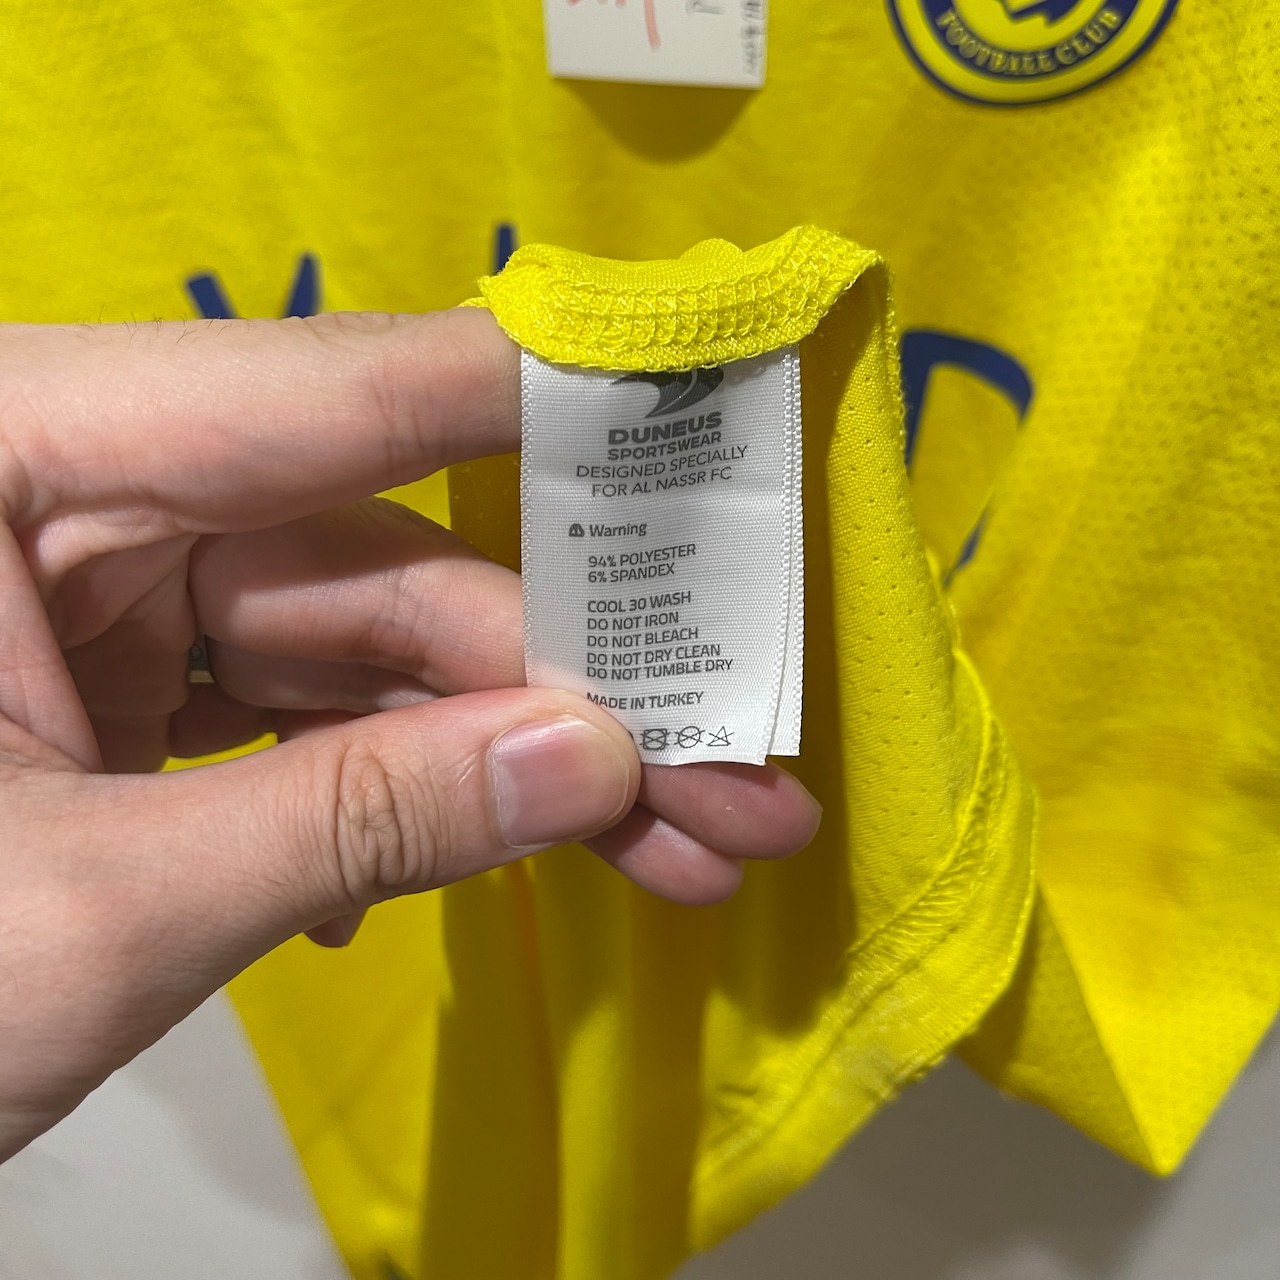 FOOTBALL CLUB
DUNEUS
SPORTSWEAR
DESIGNED SPECIALLY
FOR AL NASSR FC
Warning
94% POLYESTER
6% SPANDEX
COOL 30 WASH
DO NOT IRON
DO NOT BLEACH
DO NOT DRY CLEAN
DO NOT TUMBLE DRY
MADE IN TURKEY